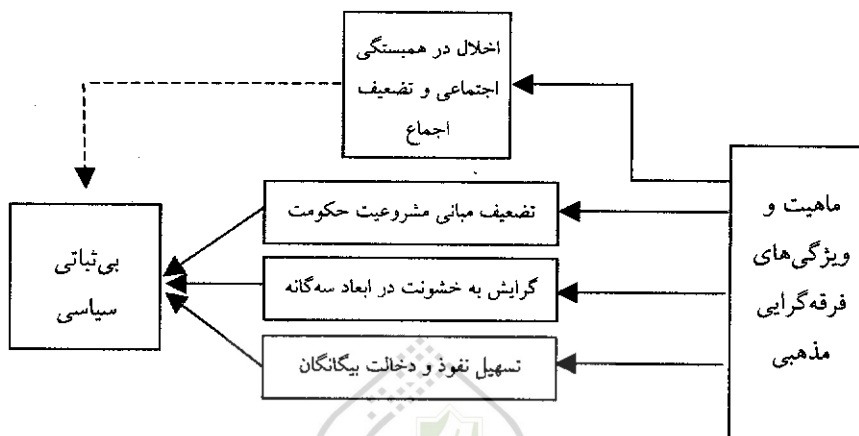 اخلال در همبستگی
اجتماعی و تضعیف
اجماع
ماهیت و
ویژگی‌های
فرقه‌گرایی
مذهبی
تضعیف مبانی مشروعیت حکومت
گرایش به خشونت در ابعاد سه‌گانه
تسهیل نفوذ و دخالت بیگانگان
بی‌ثباتی
سیاسی